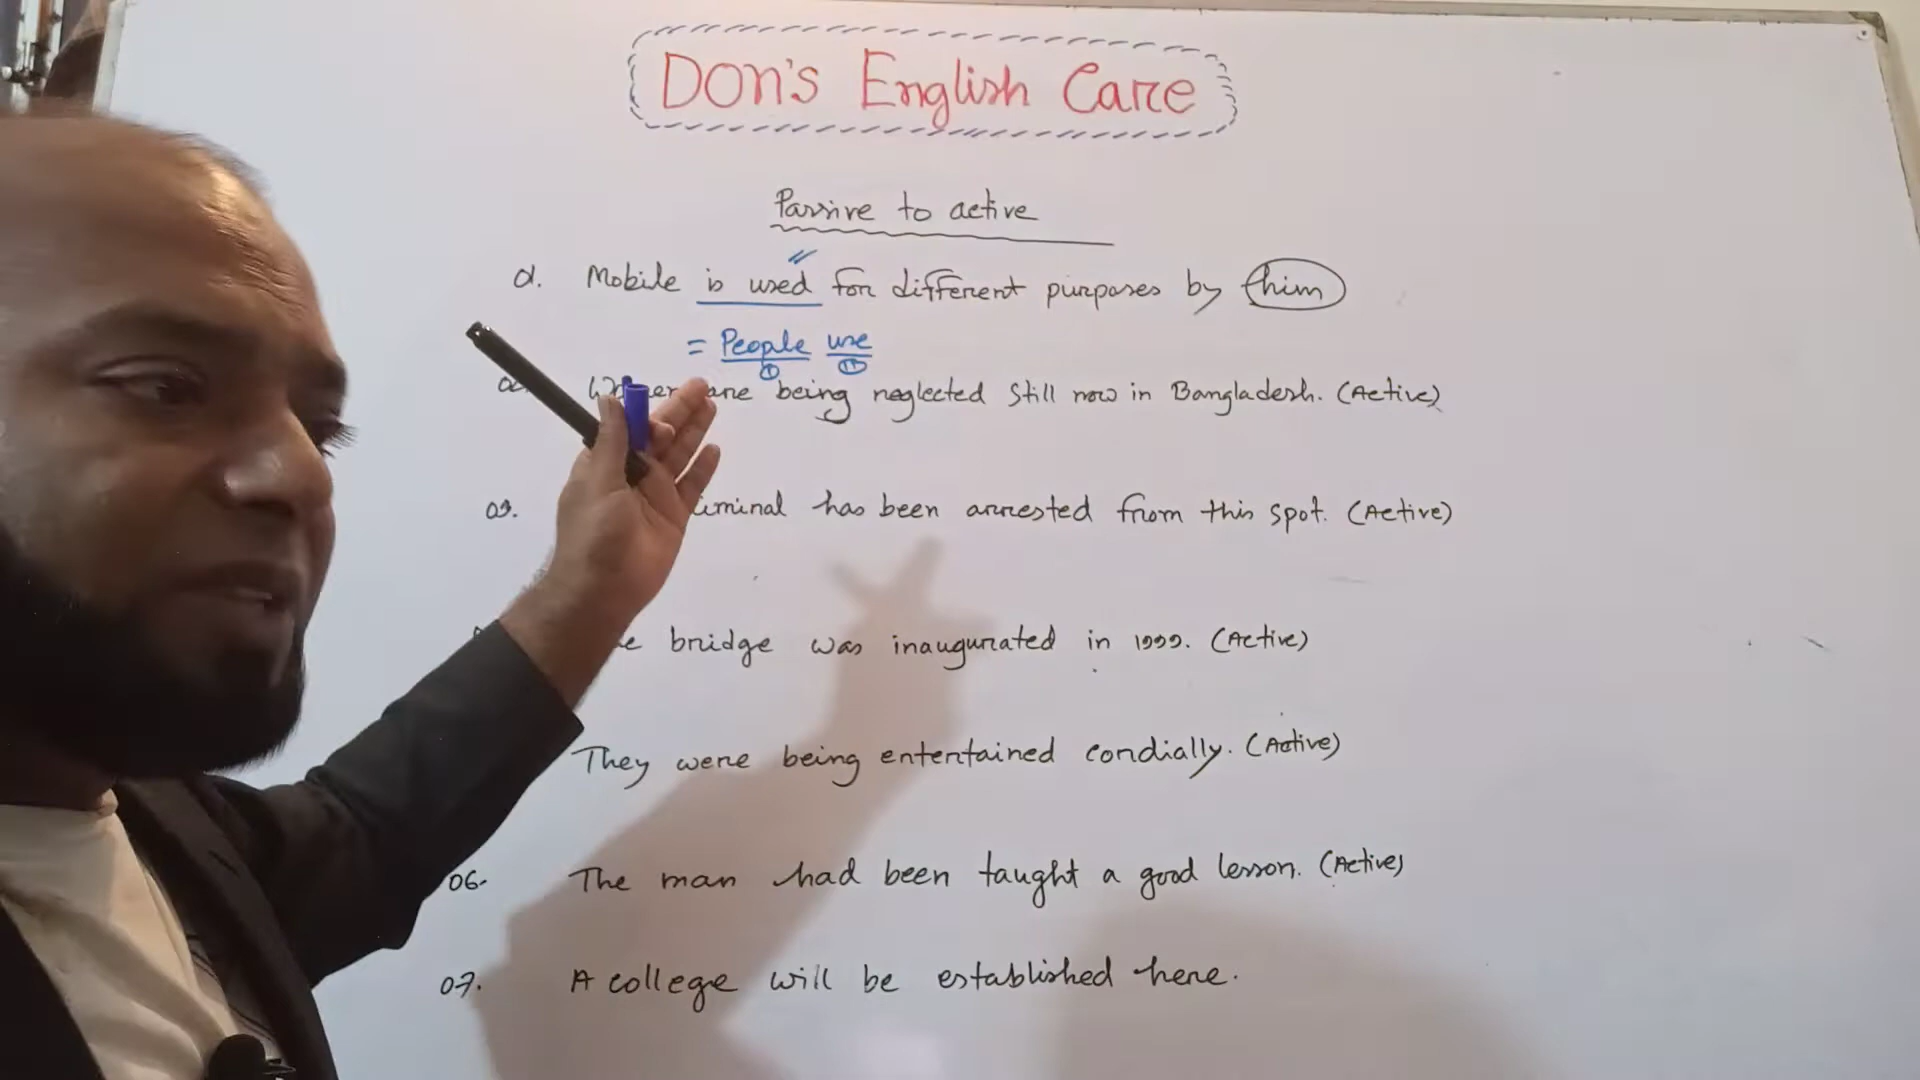 DON'S English Care
Passive to active
01. Mobile is used for different purposes by him
= People use
① ②
are being neglected still now in Bangladesh. (Active)
03. has been arrested from this spot. (Active)
bridge was inaugurated in 1999. (Active)
They were being entertained cordially. (Active)
06. The man had been taught a good lesson. (Active)
07. A college will be established here.